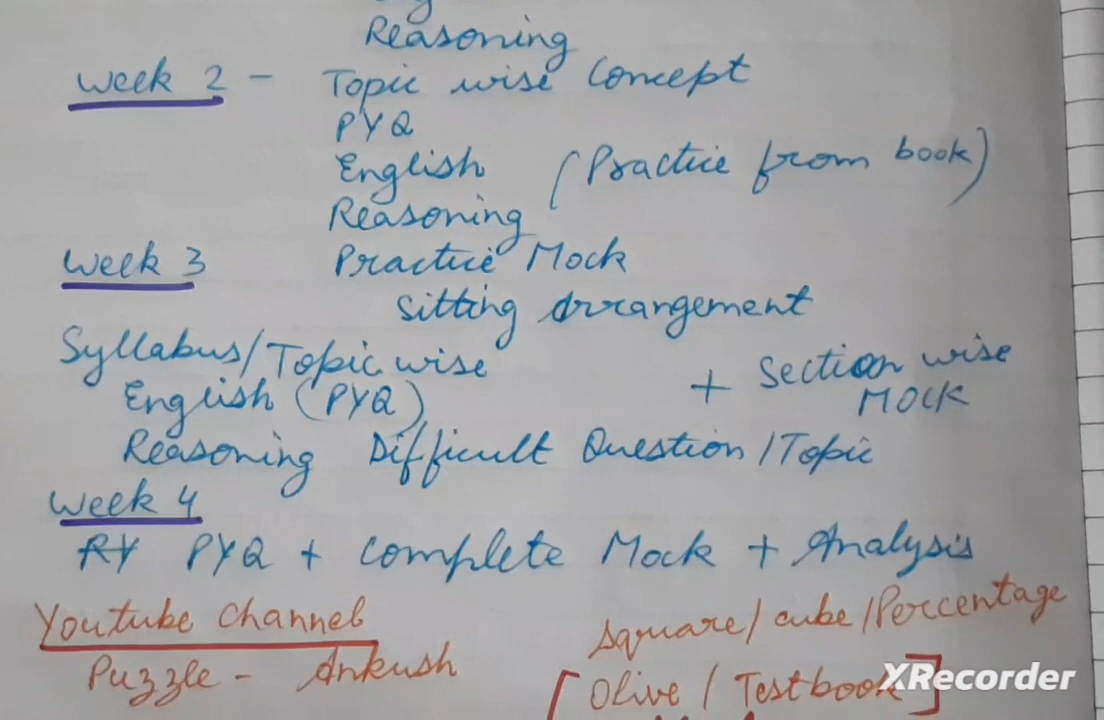 Reasoning
Week 2 - Topic wise Concept
PYQ
English (Practice from book)
Reasoning
Week 3 Practice Mock
Sitting Arrangement
Syllabus/Topic wise + Section wise
English (PYQ) MOCK
Reasoning Difficult Question/Topic
Week 4
RY PYQ + Complete Mock + Analysis
Youtube Channel Square/cube/Percentage
Puzzle - Ankush [Olive / Testbook]
XRecorder